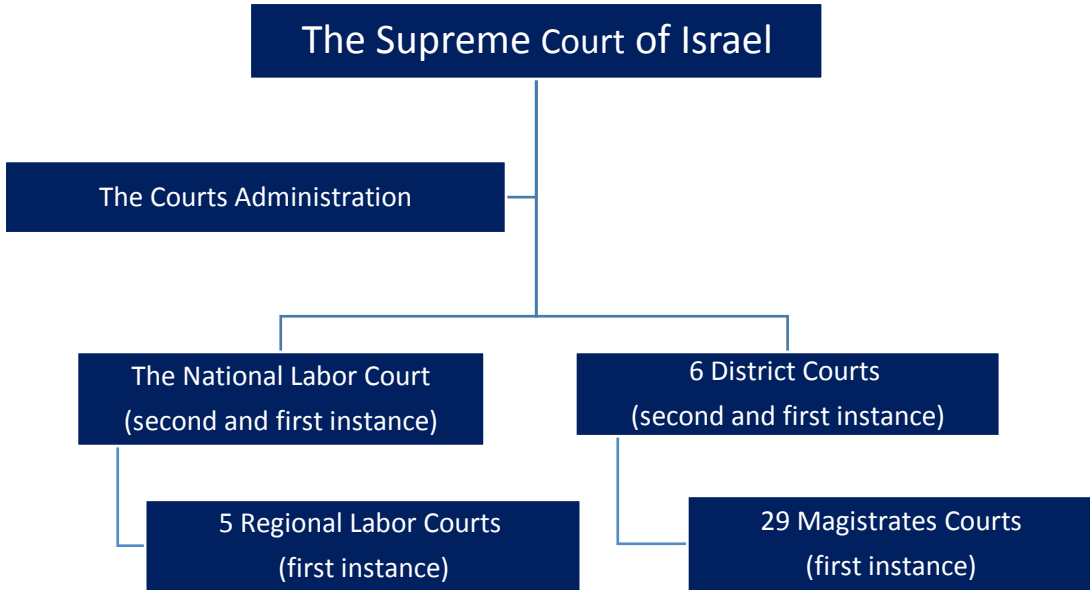 The Supreme Court of Israel
The Courts Administration
The National Labor Court
(second and first instance)
6 District Courts
(second and first instance)
5 Regional Labor Courts
(first instance)
29 Magistrates Courts
(first instance)